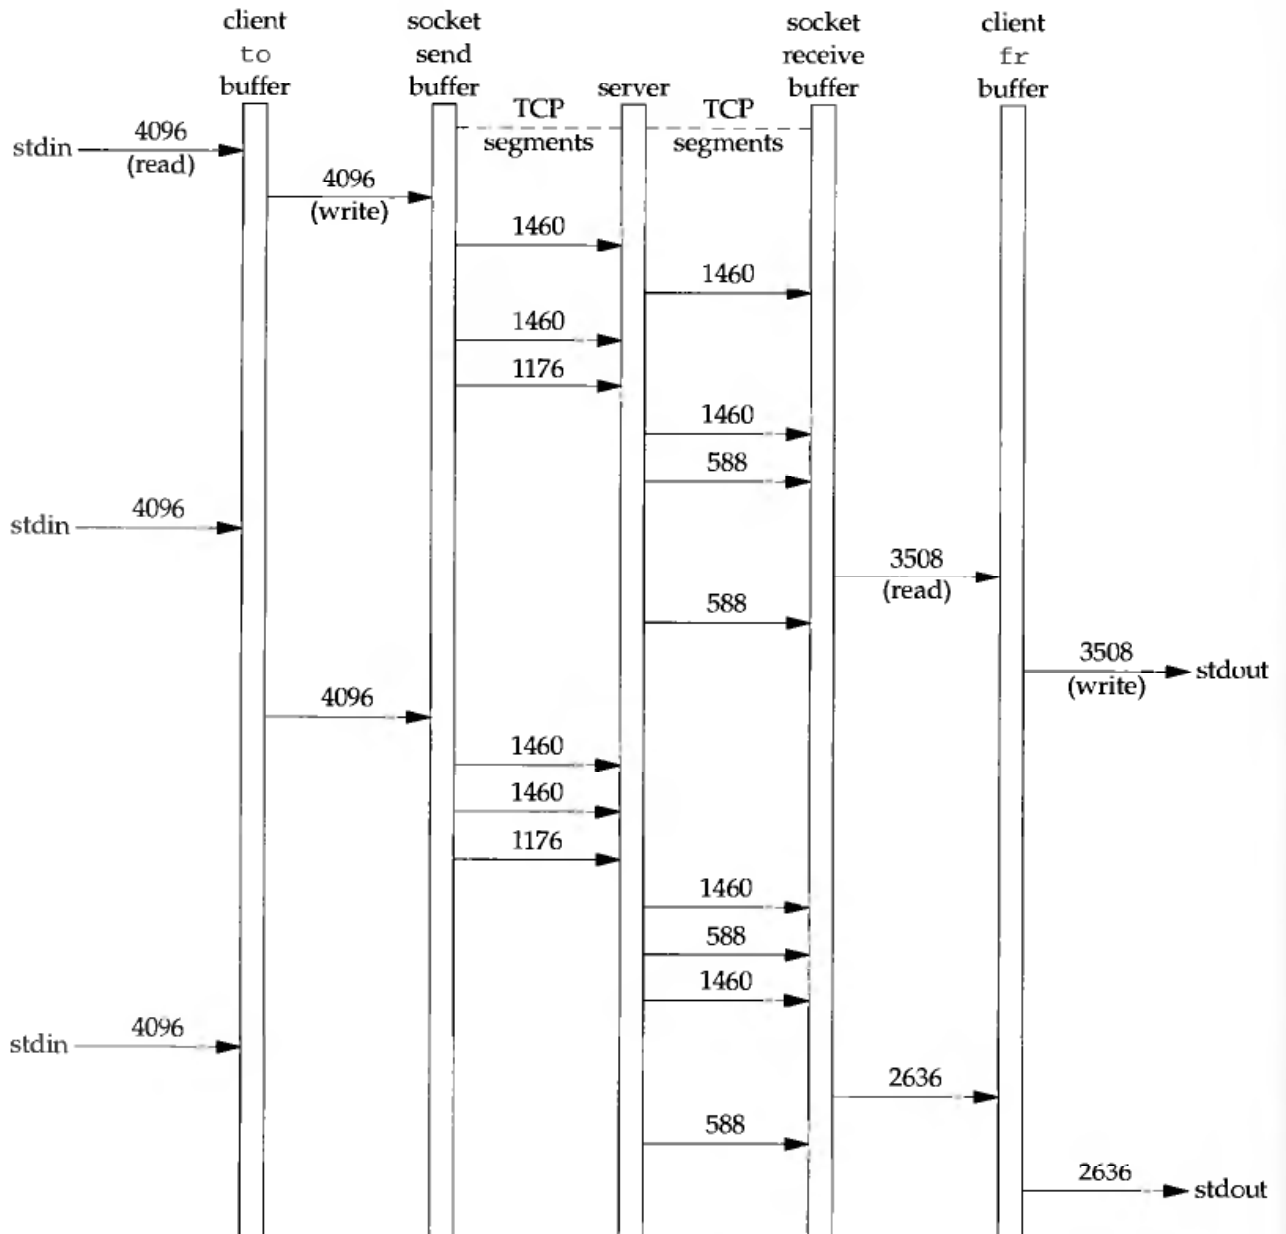 client
to
buffer
socket
send
buffer
server
socket
receive
buffer
client
fr
buffer
TCP
segments
TCP
segments
stdin
4096
(read)
4096
(write)
1460
1460
1460
1176
1460
588
stdin
4096
3508
(read)
588
3508
(write)
stdout
4096
1460
1460
1176
1460
588
1460
stdin
4096
2636
588
2636
stdout